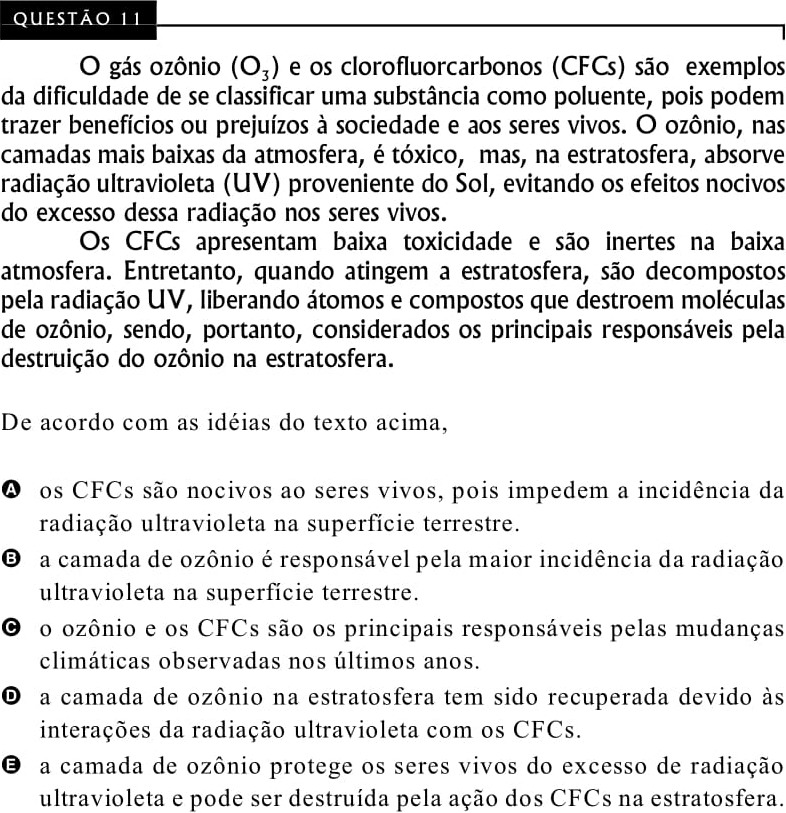 QUESTÃO 11
O gás ozônio (O₃) e os clorofluorcarbonos (CFCs) são exemplos
da dificuldade de se classificar uma substância como poluente, pois podem
trazer benefícios ou prejuízos à sociedade e aos seres vivos. O ozônio, nas
camadas mais baixas da atmosfera, é tóxico, mas, na estratosfera, absorve
radiação ultravioleta (UV) proveniente do Sol, evitando os efeitos nocivos
do excesso dessa radiação nos seres vivos.
Os CFCs apresentam baixa toxicidade e são inertes na baixa
atmosfera. Entretanto, quando atingem a estratosfera, são decompostos
pela radiação UV, liberando átomos e compostos que destroem moléculas
de ozônio, sendo, portanto, considerados os principais responsáveis pela
destruição do ozônio na estratosfera.
De acordo com as idéias do texto acima,
A os CFCs são nocivos ao seres vivos, pois impedem a incidência da
radiação ultravioleta na superfície terrestre.
B a camada de ozônio é responsável pela maior incidência da radiação
ultravioleta na superfície terrestre.
C o ozônio e os CFCs são os principais responsáveis pelas mudanças
climáticas observadas nos últimos anos.
D a camada de ozônio na estratosfera tem sido recuperada devido às
interações da radiação ultravioleta com os CFCs.
E a camada de ozônio protege os seres vivos do excesso de radiação
ultravioleta e pode ser destruída pela ação dos CFCs na estratosfera.